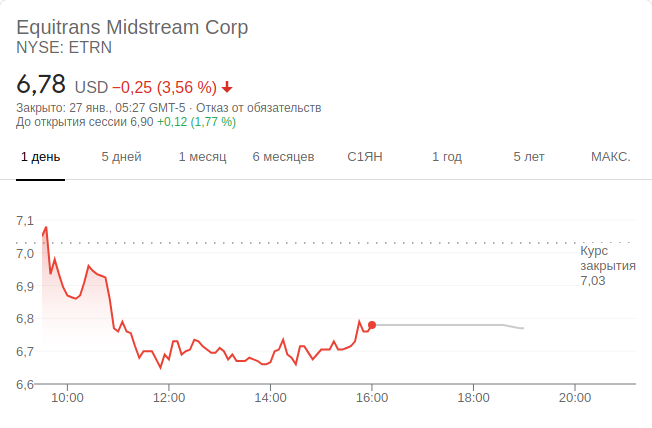 Equitrans Midstream Corp
NYSE: ETRN
6,78 USD −0,25 (3,56 %) ↓
Закрыто: 27 янв., 05:27 GMT-5 · Отказ от обязательств
До открытия сессии 6,90 +0,12 (1,77 %)
1 день 5 дней 1 месяц 6 месяцев С1ЯН 1 год 5 лет МАКС.
7,1
7,0
6,9
6,8
6,7
6,6
Курс
закрытия
7,03
10:00 12:00 14:00 16:00 18:00 20:00